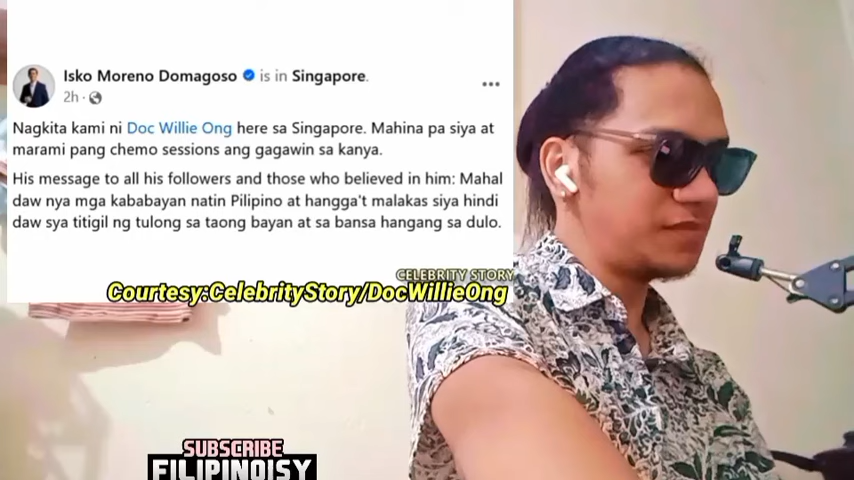 Isko Moreno Domagoso is in Singapore.
2h
Nagkita kami ni Doc Willie Ong here sa Singapore. Mahina pa siya at
marami pang chemo sessions ang gagawin sa kanya.
His message to all his followers and those who believed in him: Mahal
daw nya mga kababayan natin Pilipino at hangga't malakas siya hindi
daw sya titigil ng tulong sa taong bayan at sa bansa hangang sa dulo.
CELEBRITY STORY
Courtesy:CelebrityStory/DocWillieOng
SUBSCRIBE
FILIPINOISY